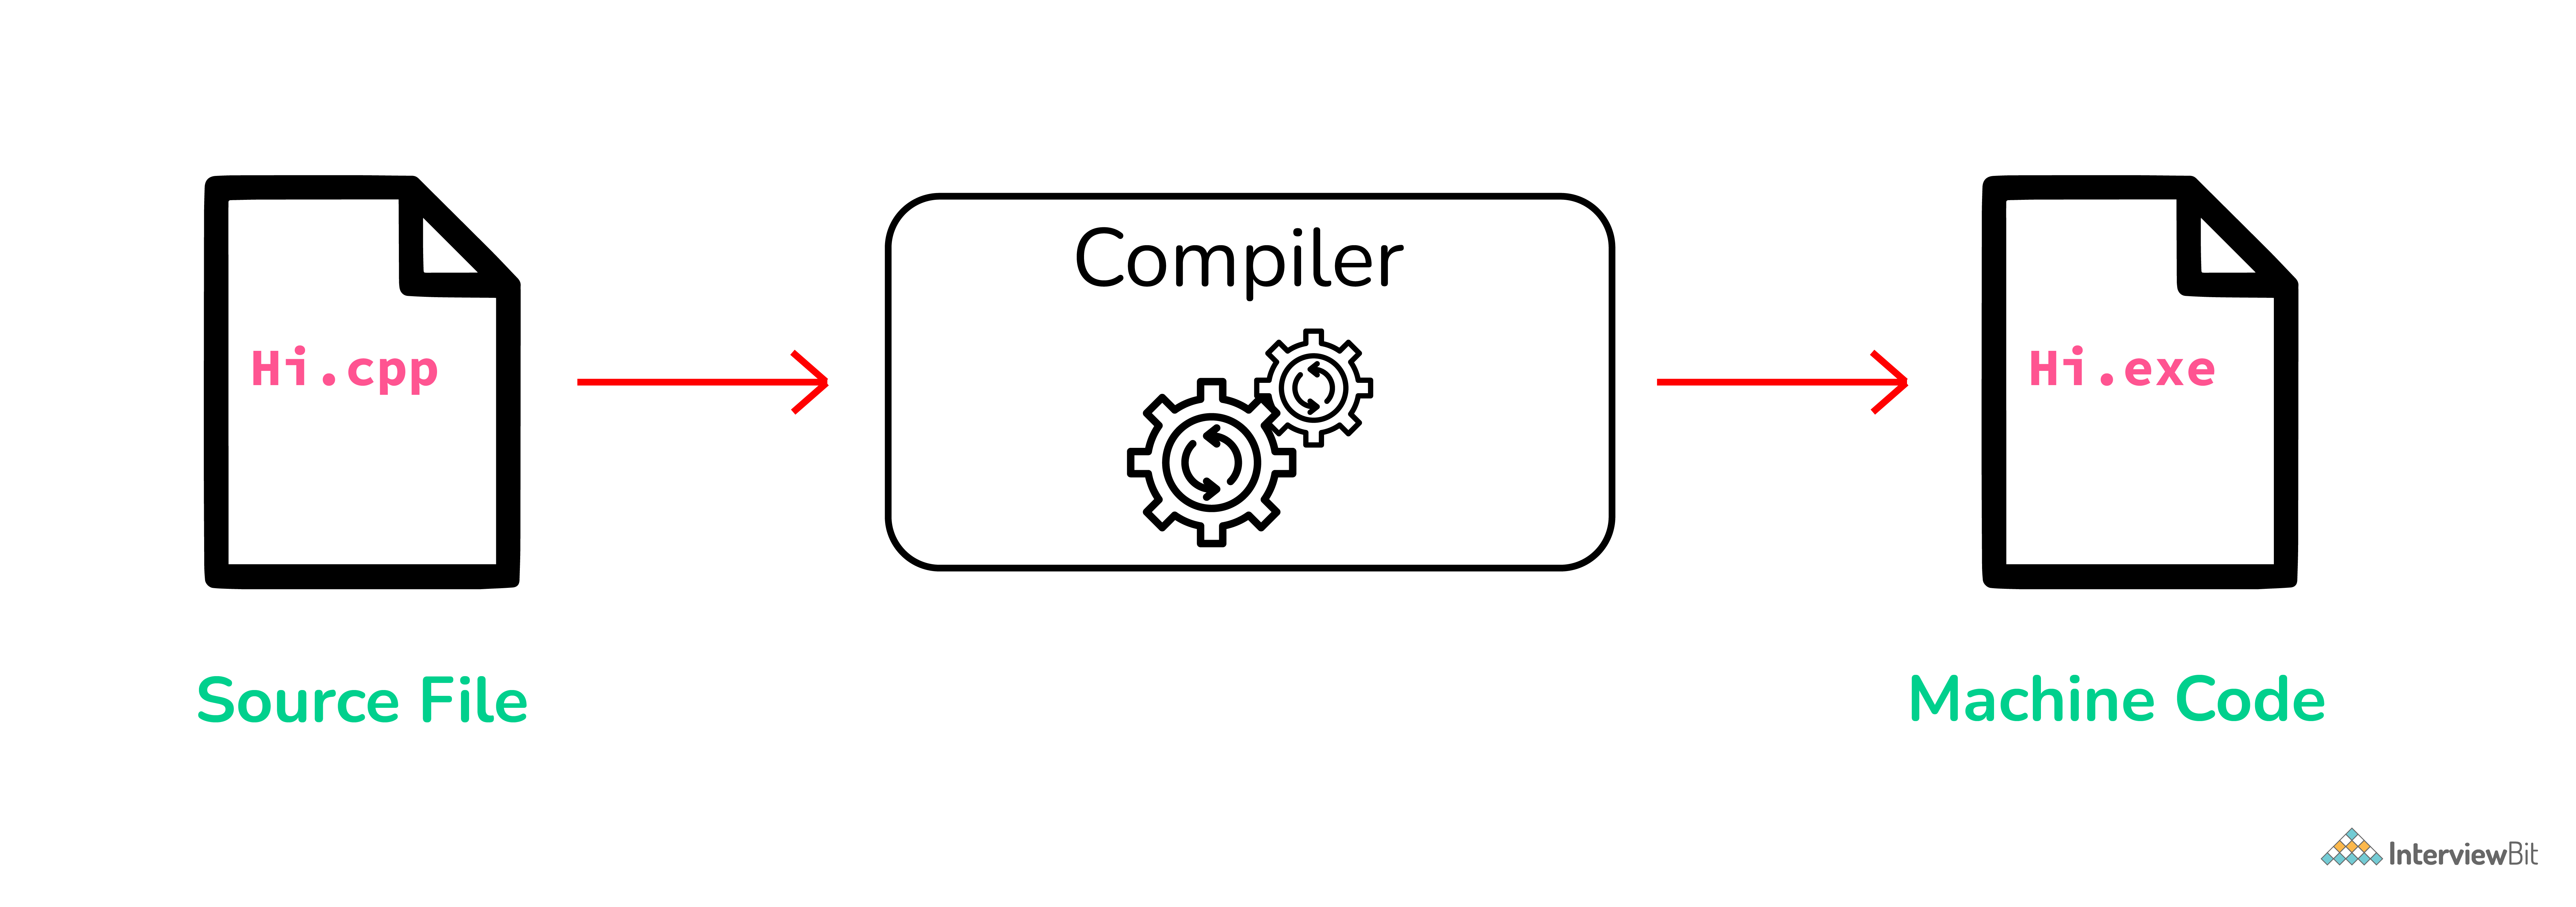 Compiler
Hi.cpp
Hi.exe
Source File
Machine Code
InterviewBit